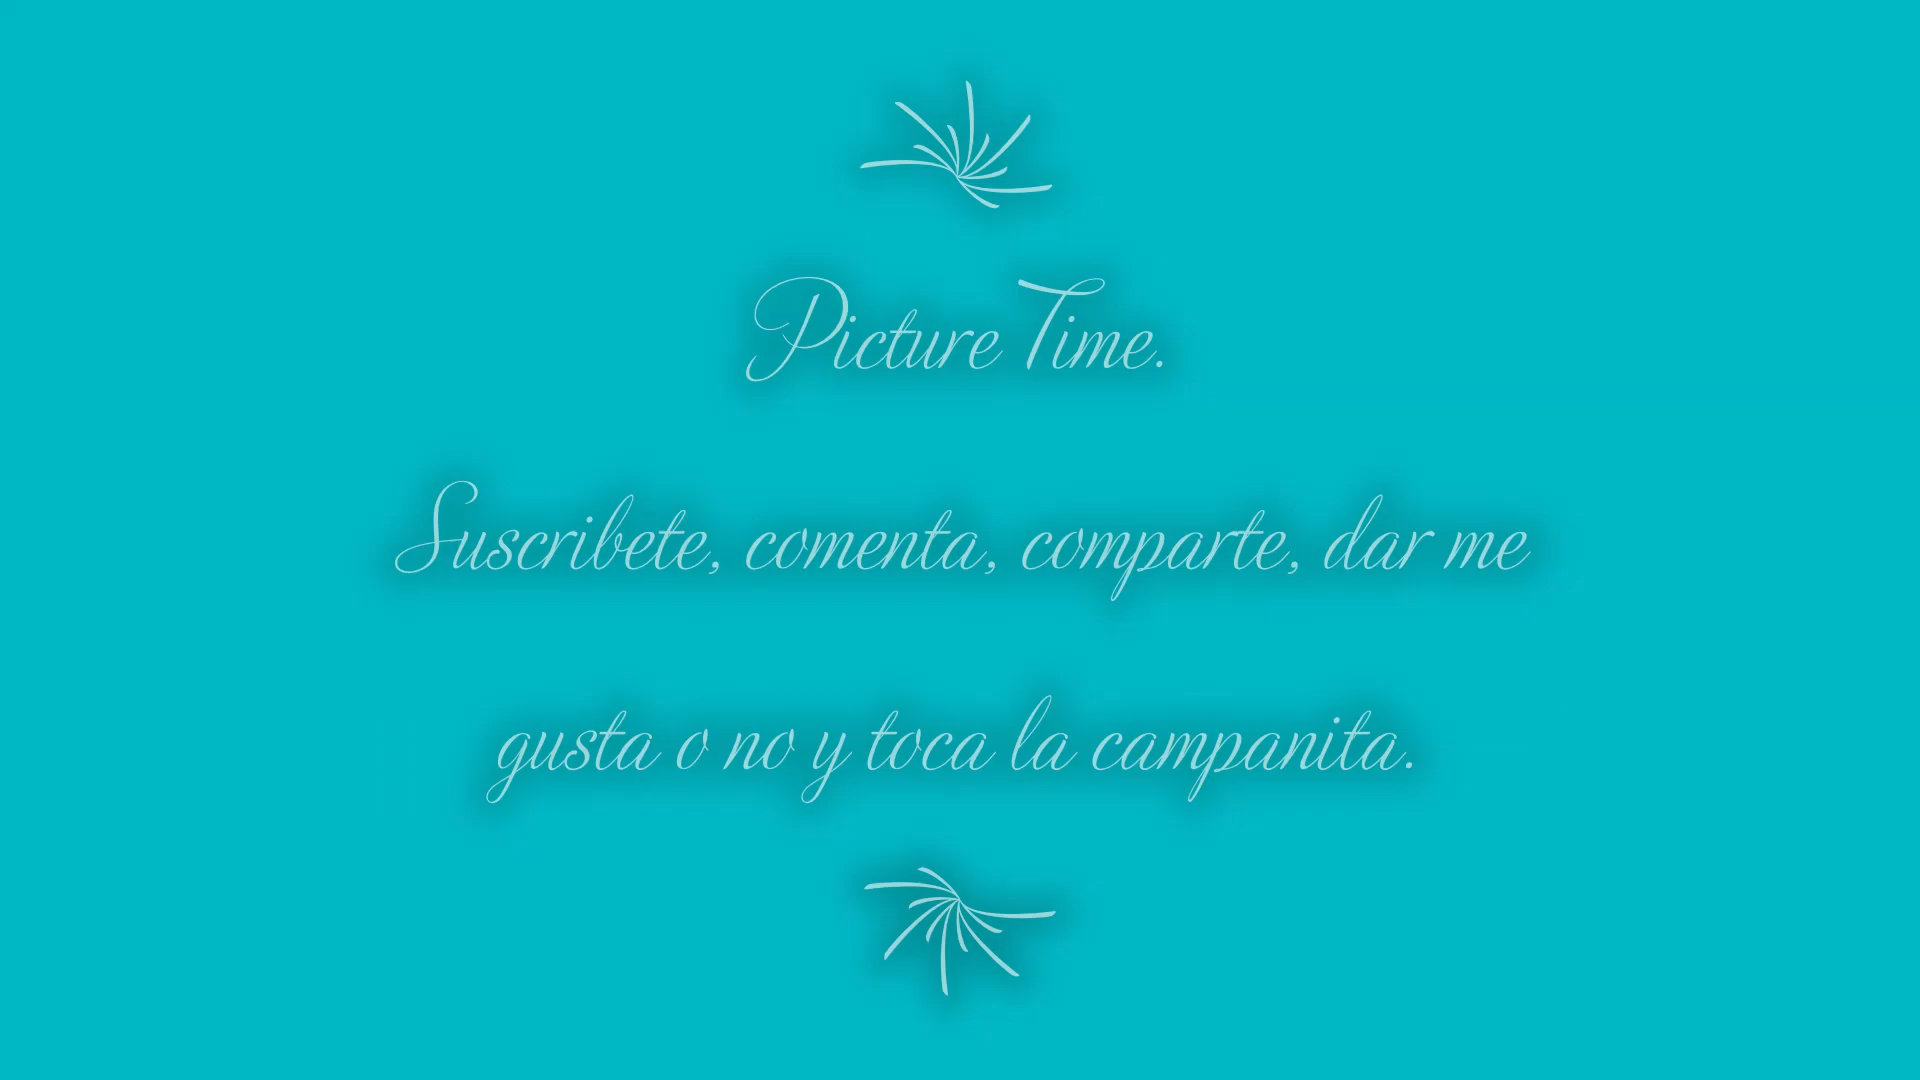 Picture Time.
Suscribete, comenta, comparte, dar me
gusta o no y toca la campanita.